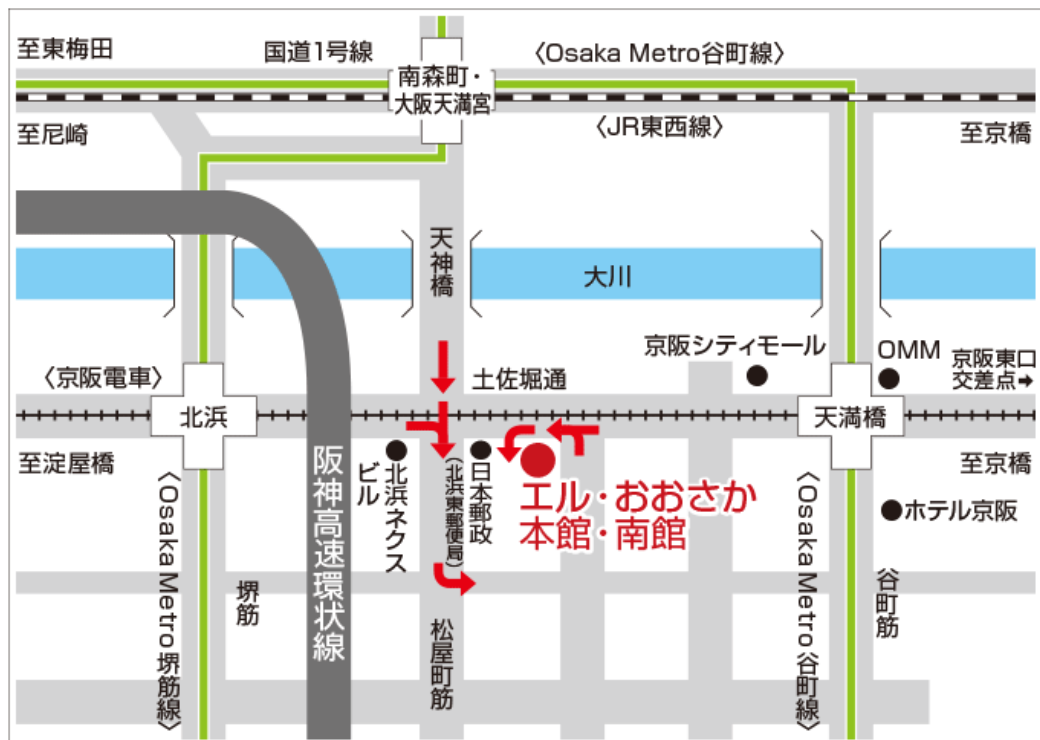 至東梅田
国道1号線
〈Osaka Metro谷町線〉
南森町・
大阪天満宮
至尼崎
〈JR東西線〉
至京橋
天神橋
大川
京阪シティモール
OMM
京阪東口
交差点→
〈京阪電車〉
土佐堀通
北浜
天満橋
至淀屋橋
至京橋
阪神高速環状線
北浜ネクス
ビル
日本郵政
(北浜東郵便局)
エル・おおさか
本館・南館
ホテル京阪
〈Osaka Metro堺筋線〉
堺筋
松屋町筋
〈Osaka Metro谷町線〉
谷町筋